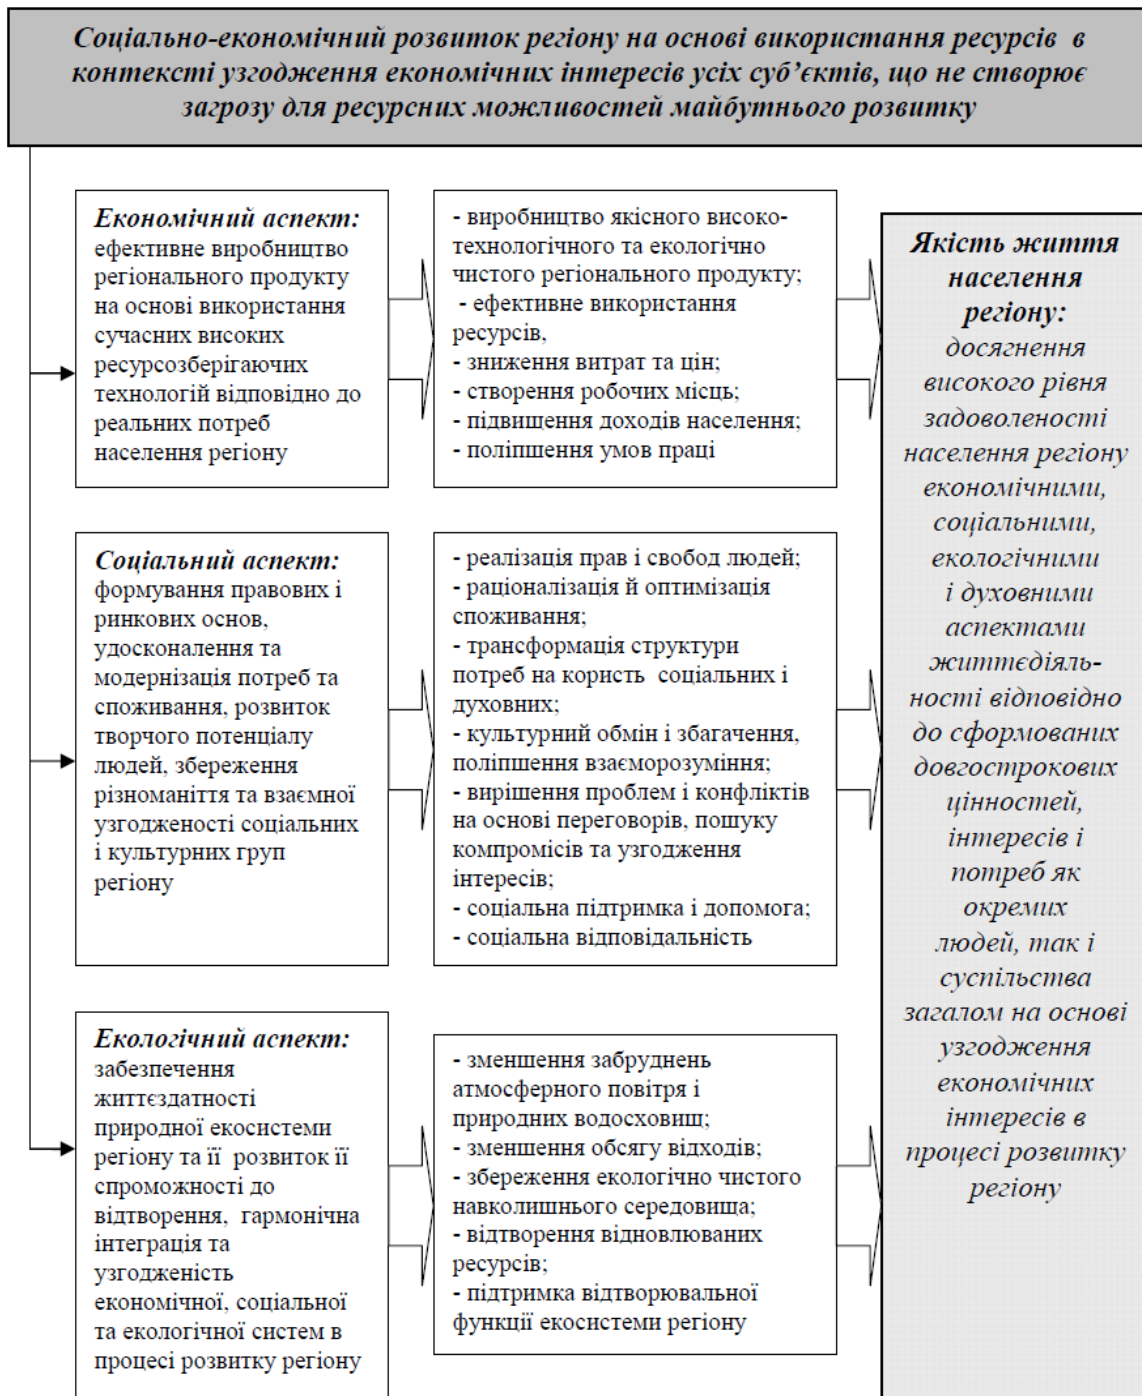 Соціально-економічний розвиток регіону на основі використання ресурсів в
контексті узгодження економічних інтересів усіх суб’єктів, що не створює
загрозу для ресурсних можливостей майбутнього розвитку
Економічний аспект:
ефективне виробництво
регіонального продукту
на основі використання
сучасних високих
ресурсозберігаючих
технологій відповідно до
реальних потреб
населення регіону
- виробництво якісного високо-
технологічного та екологічно
чистого регіонального продукту;
- ефективне використання
ресурсів,
- зниження витрат та цін;
- створення робочих місць;
- підвищення доходів населення;
- поліпшення умов праці
Соціальний аспект:
формування правових і
ринкових основ,
удосконалення та
модернізація потреб та
споживання, розвиток
творчого потенціалу
людей, збереження
різноманіття та взаємної
узгодженості соціальних
і культурних груп
регіону
- реалізація прав і свобод людей;
- раціоналізація й оптимізація
споживання;
- трансформація структури
потреб на користь соціальних і
духовних;
- культурний обмін і збагачення,
поліпшення взаєморозуміння;
- вирішення проблем і конфліктів
на основі переговорів, пошуку
компромісів та узгодження
інтересів;
- соціальна підтримка і допомога;
- соціальна відповідальність
Екологічний аспект:
забезпечення
життєздатності
природної екосистеми
регіону та її розвиток її
спроможності до
відтворення, гармонічна
інтеграція та
узгодженість
економічної, соціальної
та екологічної систем в
процесі розвитку регіону
- зменшення забруднень
атмосферного повітря і
природних водосховищ;
- зменшення обсягу відходів;
- збереження екологічно чистого
навколишнього середовища;
- відтворення відновлюваних
ресурсів;
- підтримка відтворювальної
функції екосистеми регіону
Якість життя
населення
регіону:
досягнення
високого рівня
задоволеності
населення регіону
економічними,
соціальними,
екологічними
і духовними
аспектами
життєдіяль-
ності відповідно
до сформованих
довгострокових
цінностей,
інтересів і
потреб як
окремих
людей, так і
суспільства
загалом на основі
узгодження
економічних
інтересів в
процесі розвитку
регіону